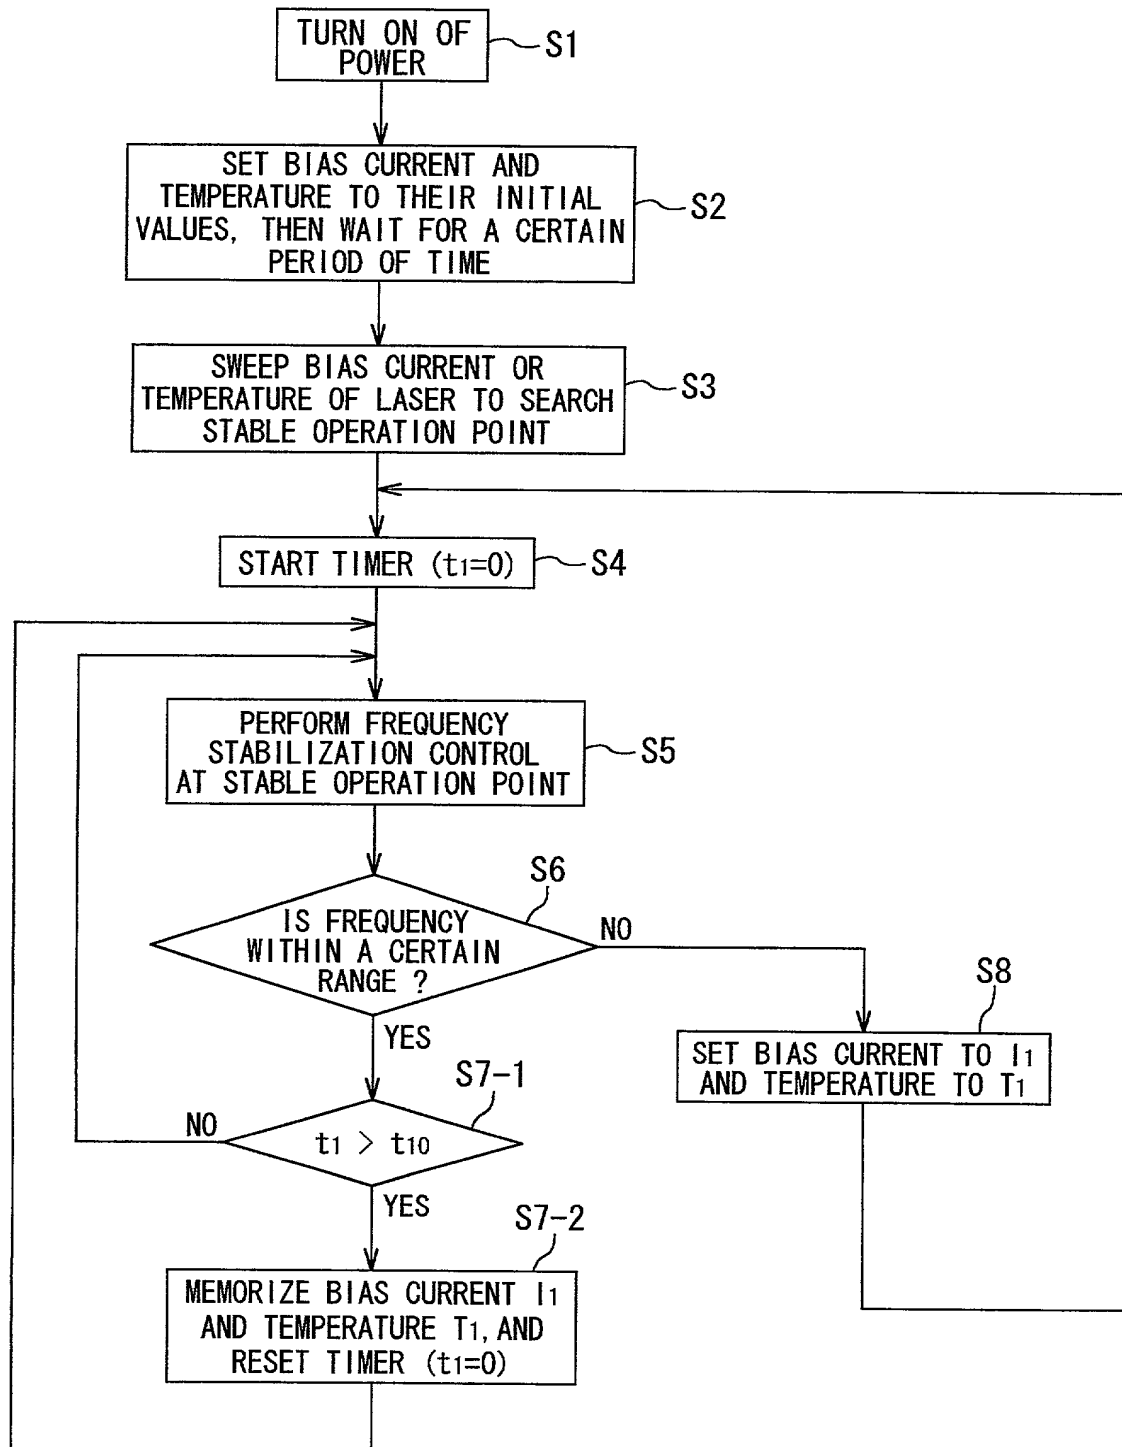 TURN ON OF
POWER
S1
SET BIAS CURRENT AND
TEMPERATURE TO THEIR INITIAL
VALUES, THEN WAIT FOR A CERTAIN
PERIOD OF TIME
S2
SWEEP BIAS CURRENT OR
TEMPERATURE OF LASER TO SEARCH
STABLE OPERATION POINT
S3
START TIMER (t1=0)
S4
PERFORM FREQUENCY
STABILIZATION CONTROL
AT STABLE OPERATION POINT
S5
S6
IS FREQUENCY
WITHIN A CERTAIN
RANGE ?
NO
YES
S8
SET BIAS CURRENT TO I1
AND TEMPERATURE TO T1
S7-1
NO
t1 > t10
YES
S7-2
MEMORIZE BIAS CURRENT I1
AND TEMPERATURE T1, AND
RESET TIMER (t1=0)